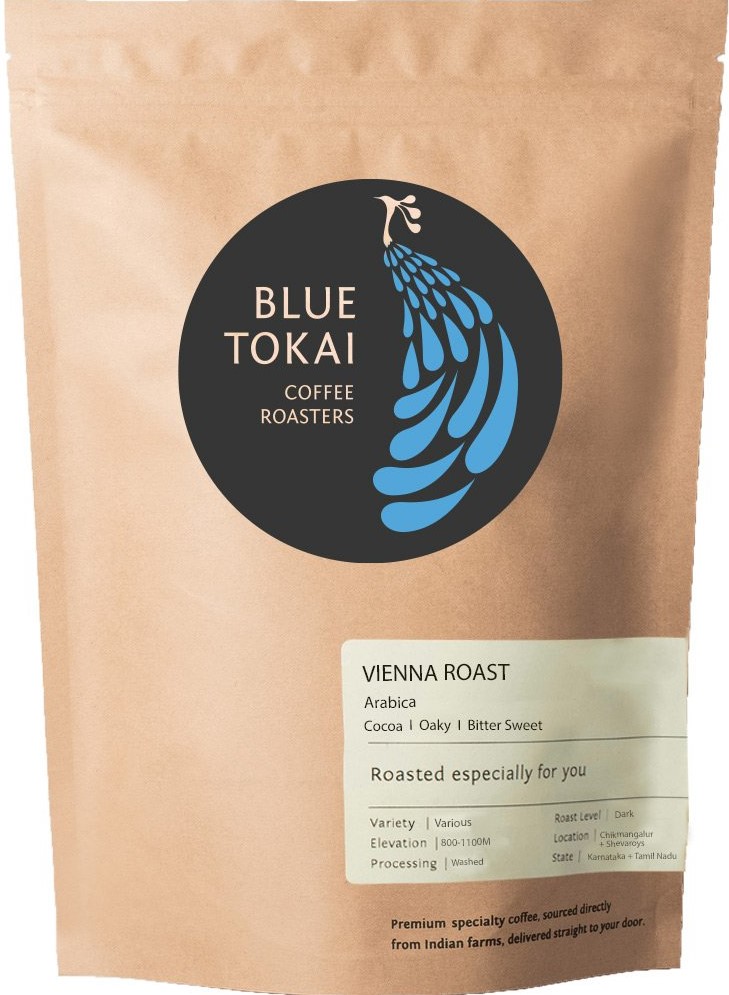 BLUE
TOKAI
COFFEE
ROASTERS
VIENNA ROAST
Arabica
Cocoa I Oaky I Bitter Sweet
Roasted especially for you
Variety | Various
Elevation | 800-1100M
Processing | Washed
Roast Level | Dark
Location | Chikmangalur
+ Shevaroys
State | Karnataka + Tamil Nadu
Premium specialty coffee, sourced directly
from Indian farms, delivered straight to your door.